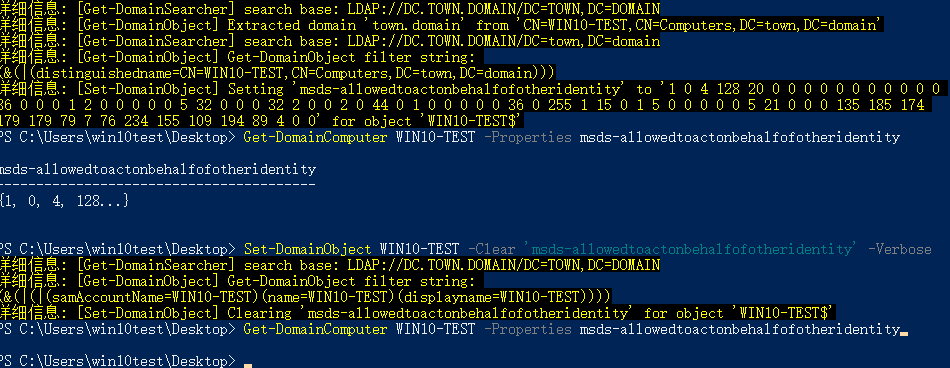 详细信息: [Get-DomainSearcher] search base: LDAP://DC.TOWN.DOMAIN/DC=TOWN,DC=DOMAIN
详细信息: [Get-DomainObject] Extracted domain 'town.domain' from 'CN=WIN10-TEST,CN=Computers,DC=town,DC=domain'
详细信息: [Get-DomainSearcher] search base: LDAP://DC.TOWN.DOMAIN/DC=town,DC=domain
详细信息: [Get-DomainObject] Get-DomainObject filter string:
(&(|(distinguishedname=CN=WIN10-TEST,CN=Computers,DC=town,DC=domain)))
详细信息: [Set-DomainObject] Setting 'msds-allowedtoactonbehalfofotheridentity' to '1 0 4 128 20 0 0 0 0 0 0 0 0 0 0 0
36 0 0 0 1 2 0 0 0 0 0 5 32 0 0 0 32 2 0 0 2 0 44 0 1 0 0 0 0 0 36 0 255 1 15 0 1 5 0 0 0 0 0 5 21 0 0 0 135 185 174
179 179 79 7 76 234 155 109 194 89 4 0 0' for object 'WIN10-TEST$'
PS C:\Users\win10test\Desktop> Get-DomainComputer WIN10-TEST -Properties msds-allowedtoactonbehalfofotheridentity
msds-allowedtoactonbehalfofotheridentity
----------------------------------------
{1, 0, 4, 128...}
PS C:\Users\win10test\Desktop> Set-DomainObject WIN10-TEST -Clear 'msds-allowedtoactonbehalfofotheridentity' -Verbose
详细信息: [Get-DomainSearcher] search base: LDAP://DC.TOWN.DOMAIN/DC=TOWN,DC=DOMAIN
详细信息: [Get-DomainObject] Get-DomainObject filter string:
(&(|(|(samAccountName=WIN10-TEST)(name=WIN10-TEST)(displayname=WIN10-TEST))))
详细信息: [Set-DomainObject] Clearing 'msds-allowedtoactonbehalfofotheridentity' for object 'WIN10-TEST$'
PS C:\Users\win10test\Desktop> Get-DomainComputer WIN10-TEST -Properties msds-allowedtoactonbehalfofotheridentity
PS C:\Users\win10test\Desktop>